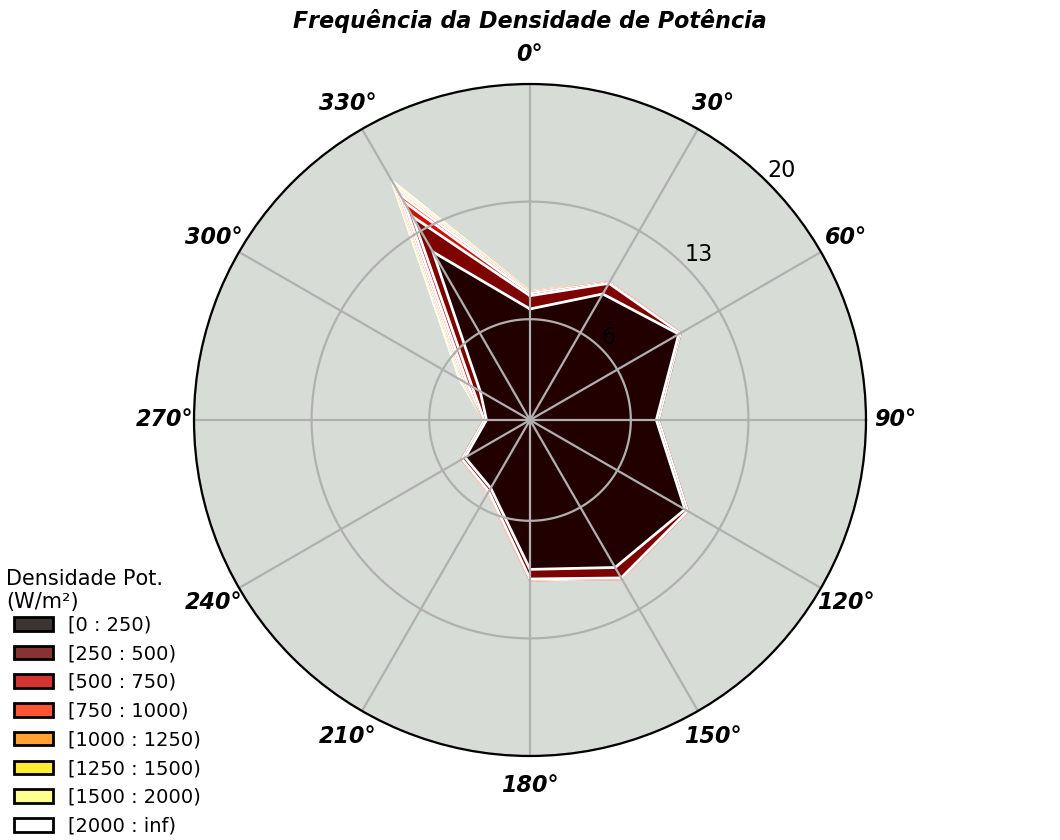 Frequência da Densidade de Potência
0°
330°
30°
20
300°
60°
13
6
270°
90°
240°
120°
210°
150°
180°
Densidade Pot.
(W/m²)
[0 : 250)
[250 : 500)
[500 : 750)
[750 : 1000)
[1000 : 1250)
[1250 : 1500)
[1500 : 2000)
[2000 : inf)